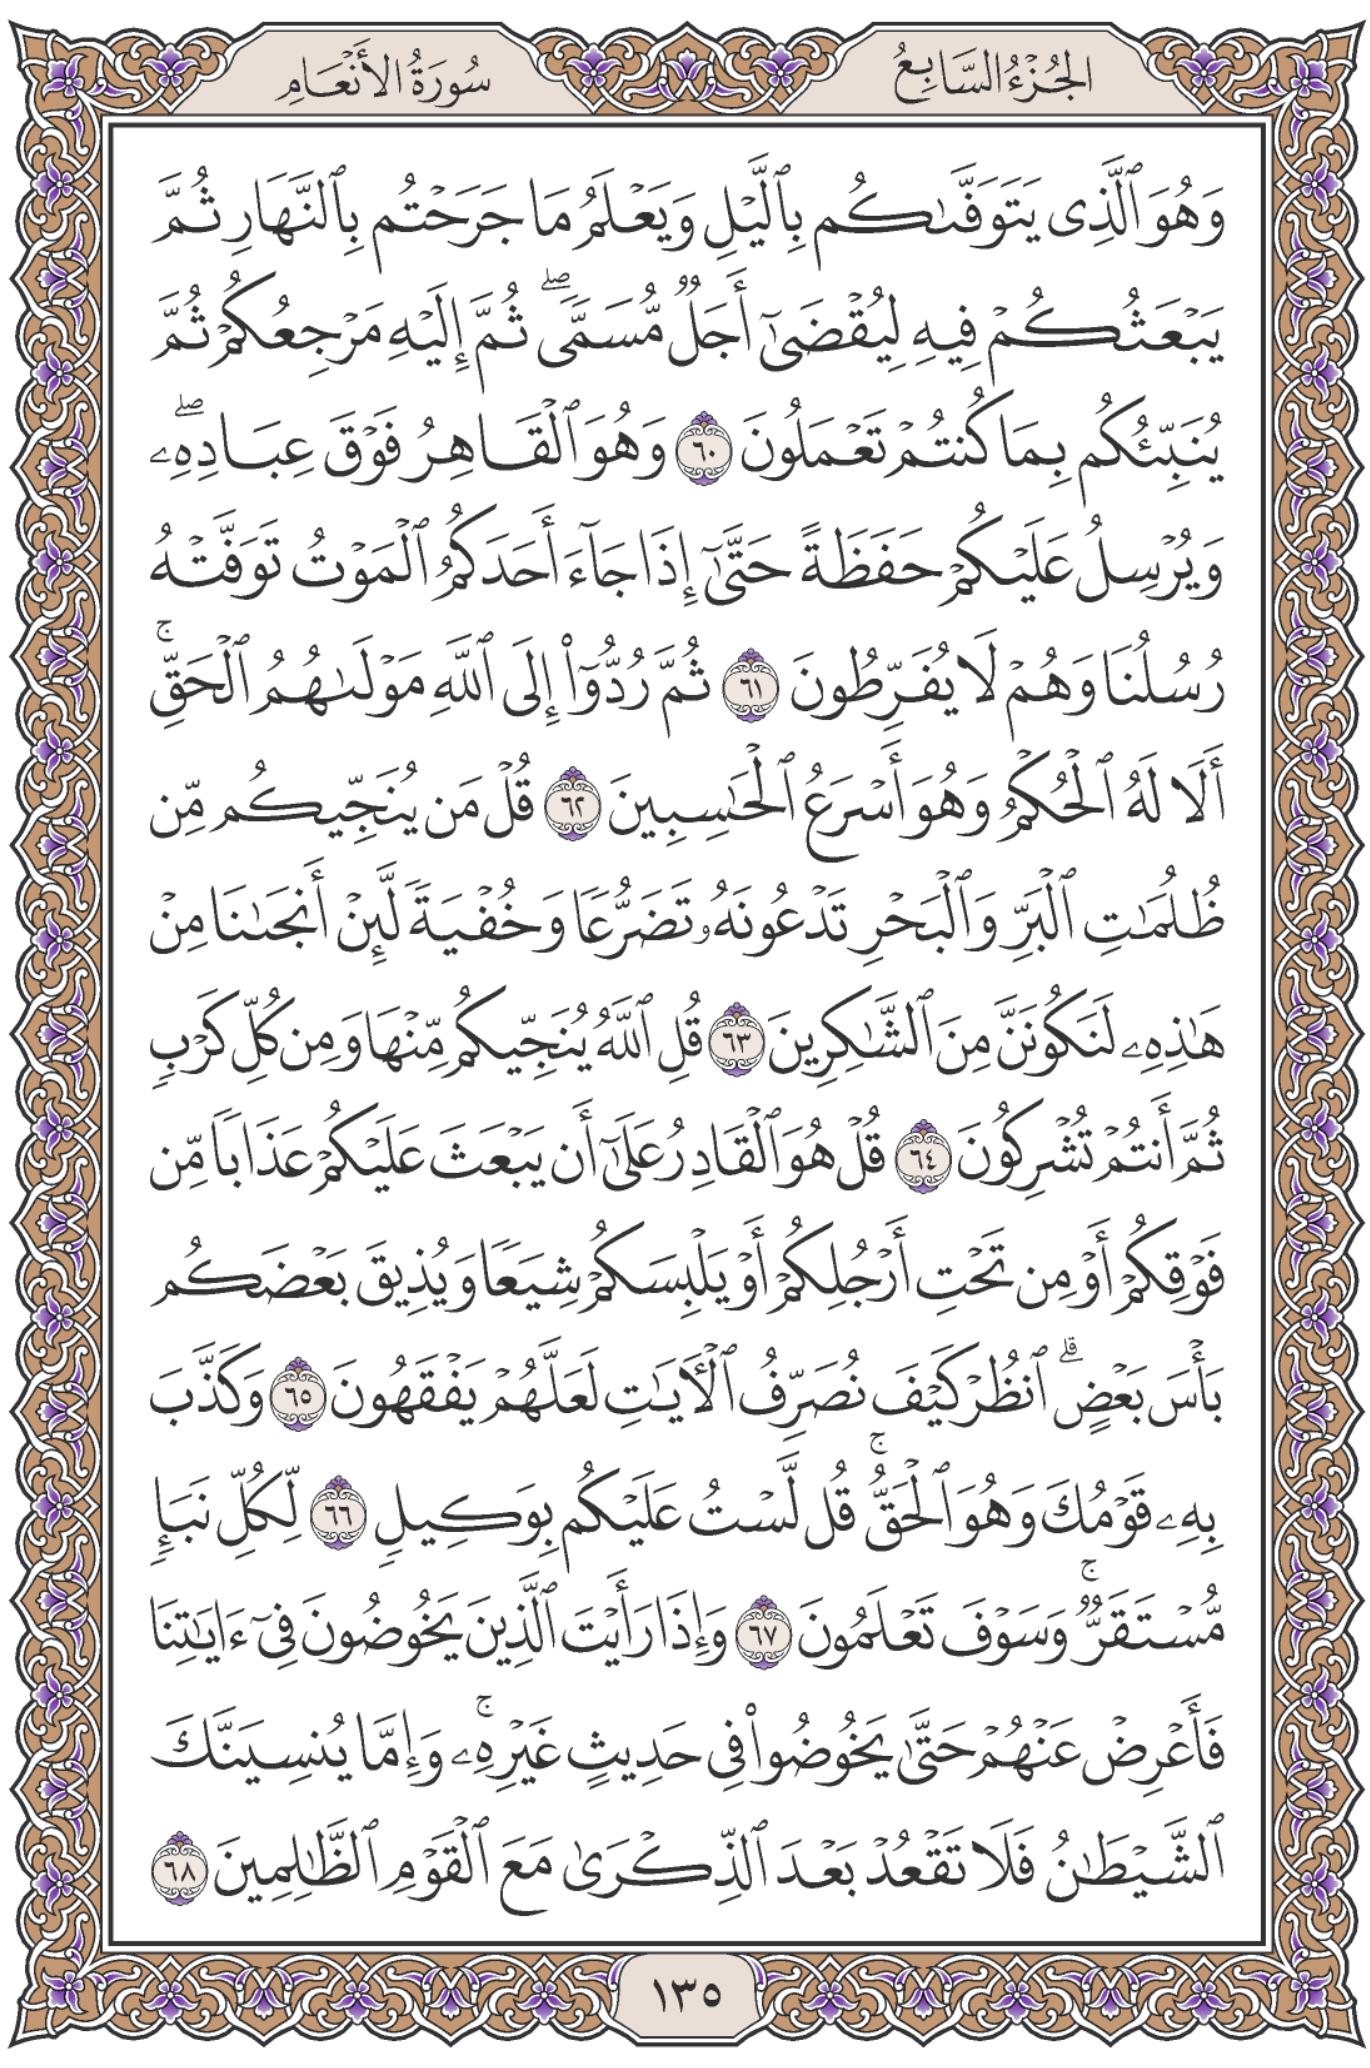 الجُزْءُ السَّابِعُ
سُورَةُ الأَنْعَامِ
وَهُوَ ٱلَّذِى يَتَوَفَّىٰكُم بِٱلَّيْلِ وَيَعْلَمُ مَا جَرَحْتُم بِٱلنَّهَارِ ثُمَّ
يَبْعَثُكُمْ فِيهِ لِيُقْضَىٰٓ أَجَلٌ مُّسَمًّى ۖ ثُمَّ إِلَيْهِ مَرْجِعُكُمْ ثُمَّ
يُنَبِّئُكُم بِمَا كُنتُمْ تَعْمَلُونَ ٦٠ وَهُوَ ٱلْقَاهِرُ فَوْقَ عِبَادِهِۦ ۖ
وَيُرْسِلُ عَلَيْكُمْ حَفَظَةً حَتَّىٰٓ إِذَا جَآءَ أَحَدَكُمُ ٱلْمَوْتُ تَوَفَّتْهُ
رُسُلُنَا وَهُمْ لَا يُفَرِّطُونَ ٦١ ثُمَّ رُدُّوٓا۟ إِلَى ٱللَّهِ مَوْلَىٰهُمُ ٱلْحَقِّ ۚ
أَلَا لَهُ ٱلْحُكْمُ وَهُوَ أَسْرَعُ ٱلْحَـٰسِبِينَ ٦٢ قُلْ مَن يُنَجِّيكُم مِّن
ظُلُمَـٰتِ ٱلْبَرِّ وَٱلْبَحْرِ تَدْعُونَهُۥ تَضَرُّعًا وَخُفْيَةً لَّئِنْ أَنجَىٰنَا مِنْ
هَـٰذِهِۦ لَنَكُونَنَّ مِنَ ٱلشَّـٰكِرِينَ ٦٣ قُلِ ٱللَّهُ يُنَجِّيكُم مِّنْهَا وَمِن كُلِّ كَرْبٍ
ثُمَّ أَنتُمْ تُشْرِكُونَ ٦٤ قُلْ هُوَ ٱلْقَادِرُ عَلَىٰٓ أَن يَبْعَثَ عَلَيْكُمْ عَذَابًا مِّن
فَوْقِكُمْ أَوْ مِن تَحْتِ أَرْجُلِكُمْ أَوْ يَلْبِسَكُمْ شِيَعًا وَيُذِيقَ بَعْضَكُم
بَأْسَ بَعْضٍ ۗ ٱنظُرْ كَيْفَ نُصَرِّفُ ٱلْـَٔايَـٰتِ لَعَلَّهُمْ يَفْقَهُونَ ٦٥ وَكَذَّبَ
بِهِۦ قَوْمُكَ وَهُوَ ٱلْحَقُّ ۚ قُل لَّسْتُ عَلَيْكُم بِوَكِيلٍ ٦٦ لِّكُلِّ نَبَإٍ
مُّسْتَقَرٌّ ۚ وَسَوْفَ تَعْلَمُونَ ٦٧ وَإِذَا رَأَيْتَ ٱلَّذِينَ يَخُوضُونَ فِىٓ ءَايَـٰتِنَا
فَأَعْرِضْ عَنْهُمْ حَتَّىٰ يَخُوضُوا۟ فِى حَدِيثٍ غَيْرِهِۦ ۚ وَإِمَّا يُنسِيَنَّكَ
ٱلشَّيْطَـٰنُ فَلَا تَقْعُدْ بَعْدَ ٱلذِّكْرَىٰ مَعَ ٱلْقَوْمِ ٱلظَّـٰلِمِينَ ٦٨
١٣٥